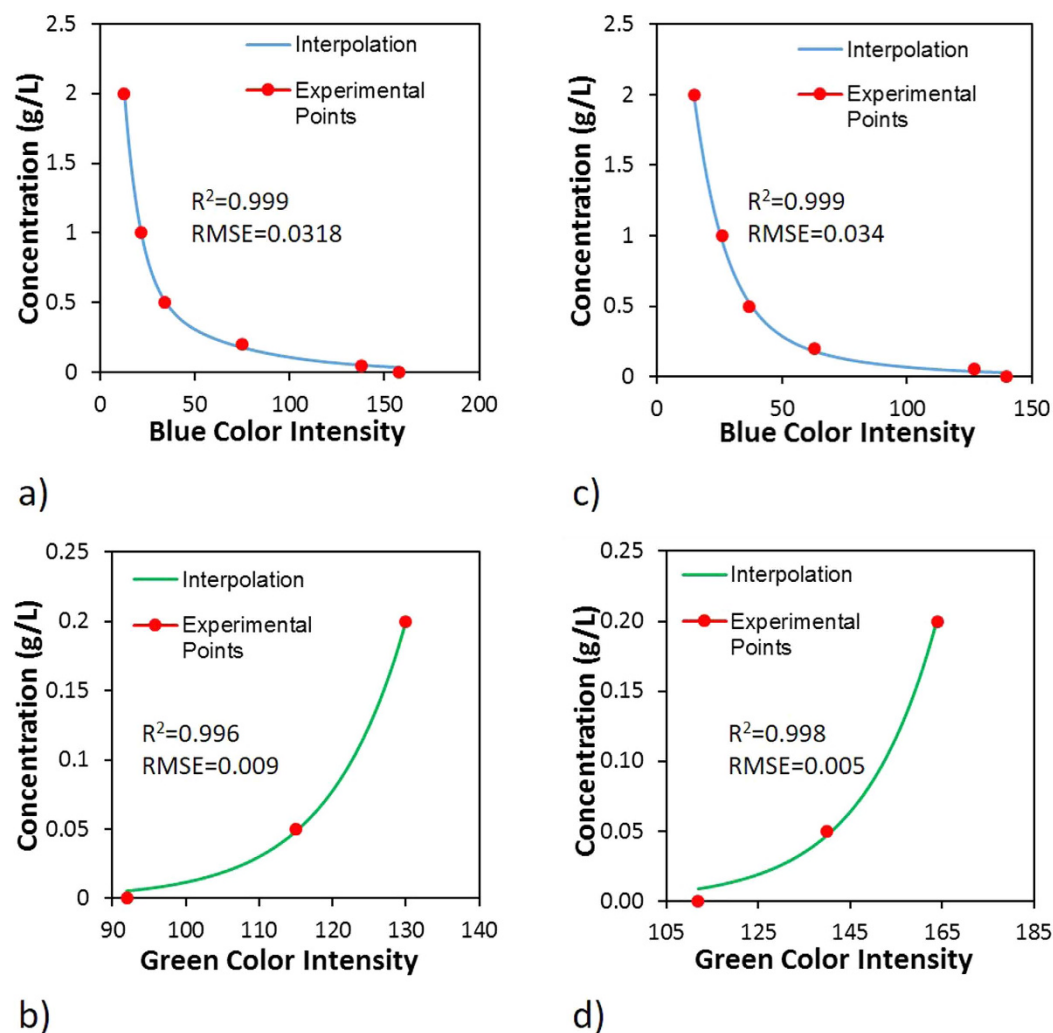 2.5
2
1.5
1
0.5
0
0
50
100
150
200
Concentration (g/L)
Blue Color Intensity
Interpolation
Experimental
Points
R²=0.999
RMSE=0.0318
a)
2.5
2
1.5
1
0.5
0
0
50
100
150
Concentration (g/L)
Blue Color Intensity
Interpolation
Experimental
Points
R²=0.999
RMSE=0.034
c)
0.25
0.2
0.15
0.1
0.05
0
90
100
110
120
130
140
Concentration (g/L)
Green Color Intensity
Interpolation
Experimental
Points
R²=0.996
RMSE=0.009
b)
0.25
0.20
0.15
0.10
0.05
0.00
105
125
145
165
185
Concentration (g/L)
Green Color Intensity
Interpolation
Experimental
Points
R²=0.998
RMSE=0.005
d)